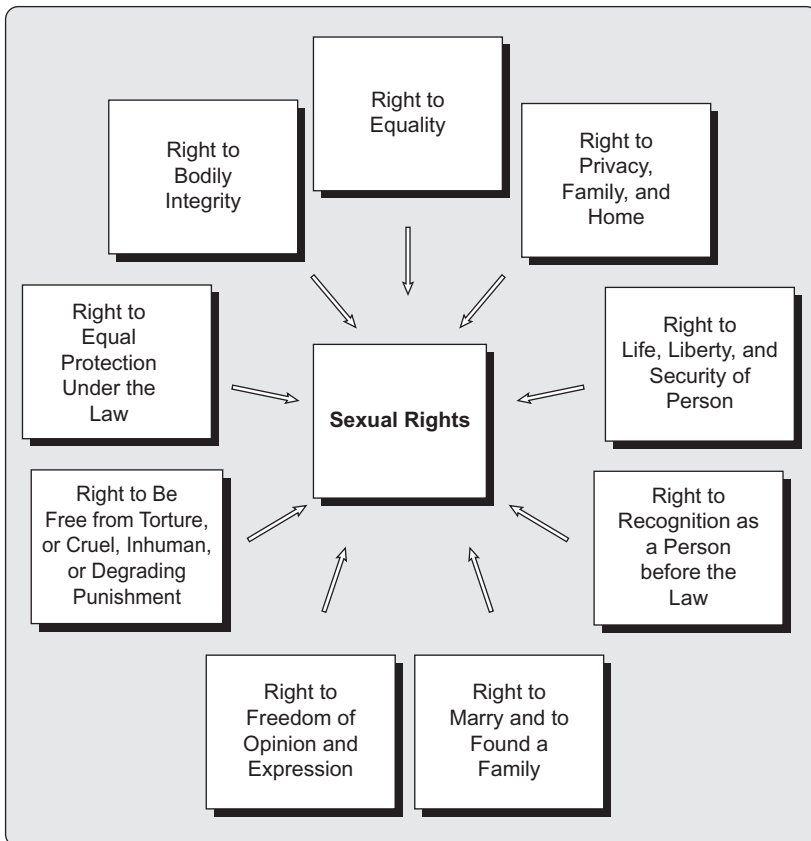 Right to
Equality
Right to
Bodily
Integrity
Right to
Privacy,
Family, and
Home
Right to
Equal
Protection
Under the
Law
Sexual Rights
Right to
Life, Liberty, and
Security of
Person
Right to Be
Free from Torture,
or Cruel, Inhuman,
or Degrading
Punishment
Right to
Recognition as
a Person
before the
Law
Right to
Freedom of
Opinion and
Expression
Right to
Marry and to
Found a
Family